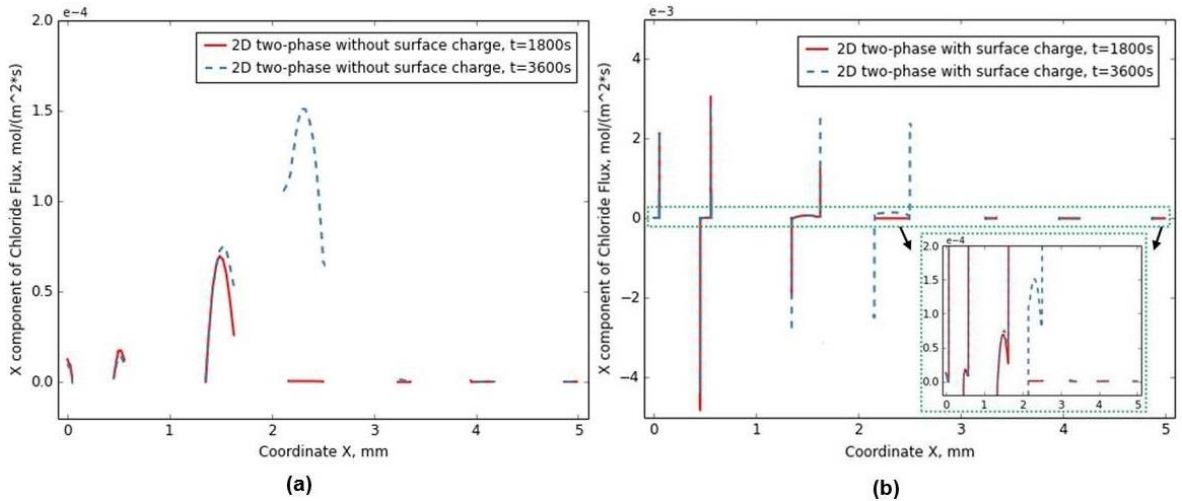 1e−4
2.0
1.5
1.0
0.5
0.0
X component of Chloride Flux, mol/(m^2*s)
2D two-phase without surface charge, t=1800s
2D two-phase without surface charge, t=3600s
0 1 2 3 4 5
Coordinate X, mm
(a)
e−3
4
2
0
−2
−4
X component of Chloride Flux, mol/(m^2*s)
2D two-phase with surface charge, t=1800s
2D two-phase with surface charge, t=3600s
e−4
2.0
1.5
1.0
0.5
0.0
0 1 2 3 4 5
0 1 2 3 4 5
Coordinate X, mm
(b)